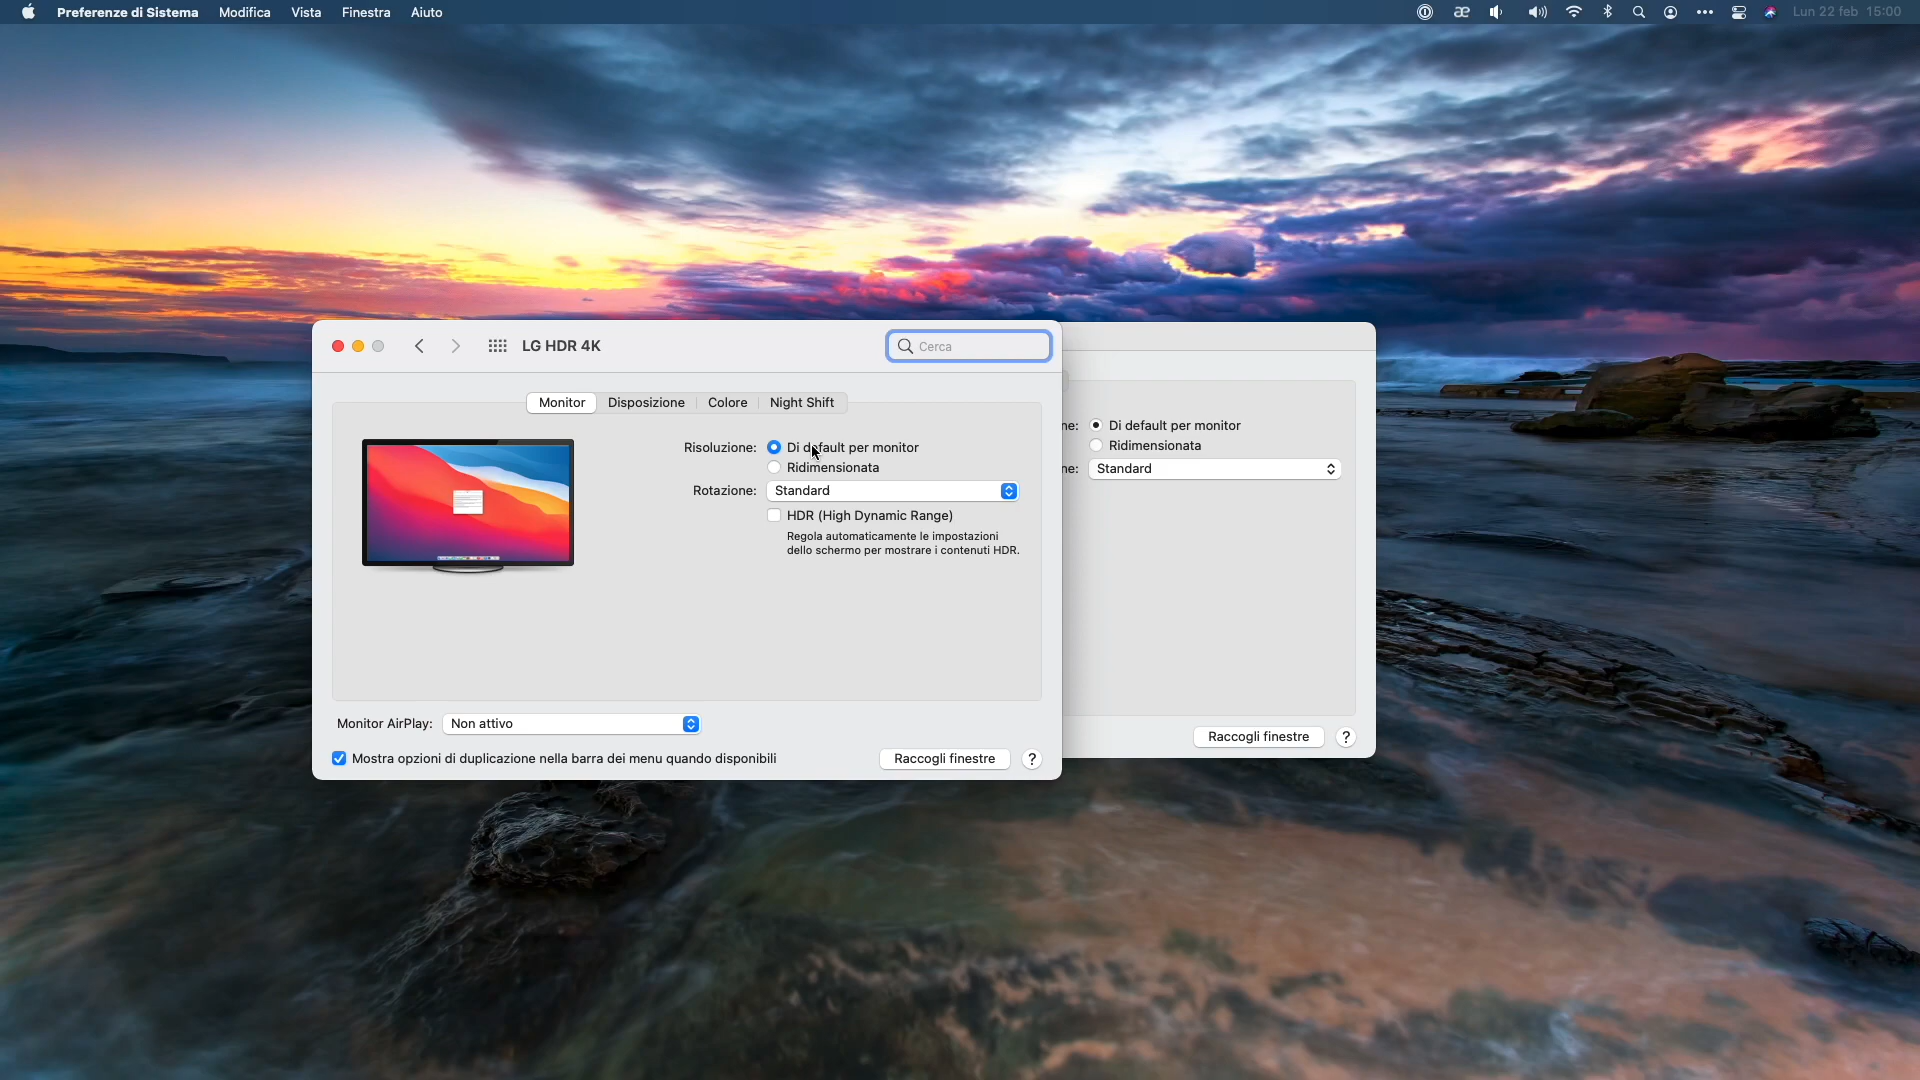 Preferenze di Sistema Modifica Vista Finestra Aiuto
Lun 22 feb 15:00
LG HDR 4K
Cerca
Monitor Disposizione Colore Night Shift
Risoluzione: Di default per monitor
Ridimensionata
Rotazione: Standard
HDR (High Dynamic Range)
Regola automaticamente le impostazioni
dello schermo per mostrare i contenuti HDR.
Monitor AirPlay: Non attivo
Mostra opzioni di duplicazione nella barra dei menu quando disponibili
Raccogli finestre ?
ne: Di default per monitor
Ridimensionata
ne: Standard
Raccogli finestre ?